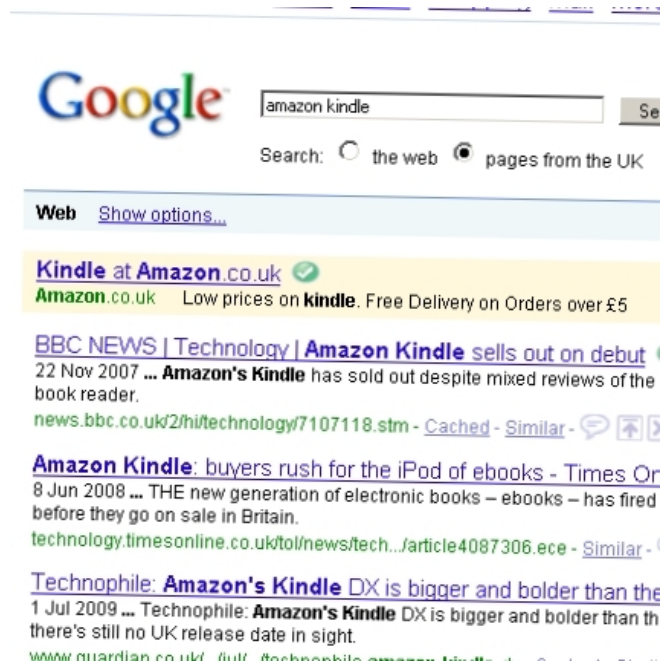 Google
amazon kindle
Search: the web pages from the UK
Web Show options...
Kindle at Amazon.co.uk
Amazon.co.uk Low prices on kindle. Free Delivery on Orders over £5
BBC NEWS | Technology | Amazon Kindle sells out on debut
22 Nov 2007 ... Amazon's Kindle has sold out despite mixed reviews of the
book reader.
news.bbc.co.uk/2/hi/technology/7107118.stm - Cached - Similar -
Amazon Kindle: buyers rush for the iPod of ebooks - Times On
8 Jun 2008 ... THE new generation of electronic books – ebooks – has fired
before they go on sale in Britain.
technology.timesonline.co.uk/tol/news/tech.../article4087306.ece - Similar -
Technophile: Amazon's Kindle DX is bigger and bolder than the
1 Jul 2009 ... Technophile: Amazon's Kindle DX is bigger and bolder than th
there's still no UK release date in sight.